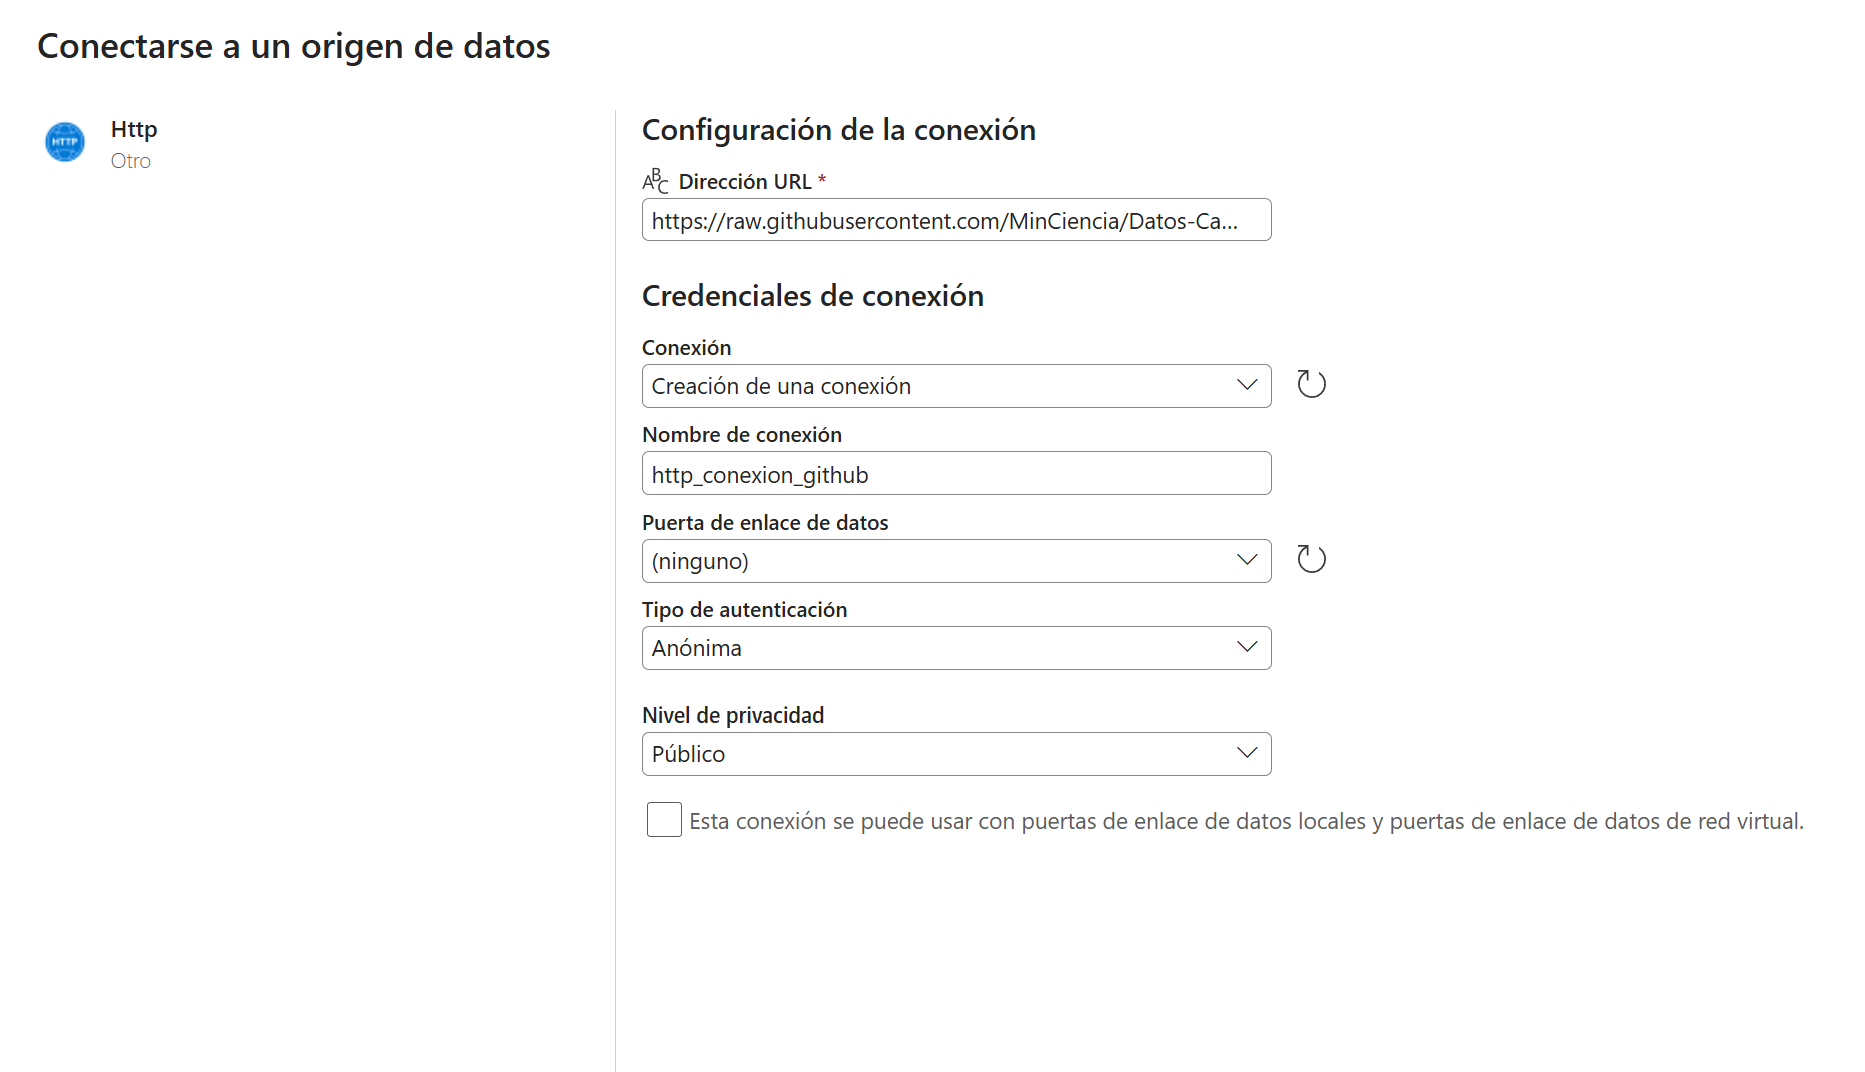 Conectarse a un origen de datos
HTTP
Http
Otro
Configuración de la conexión
ABC Dirección URL *
https://raw.githubusercontent.com/MinCiencia/Datos-Ca...
Credenciales de conexión
Conexión
Creación de una conexión
Nombre de conexión
http_conexion_github
Puerta de enlace de datos
(ninguno)
Tipo de autenticación
Anónima
Nivel de privacidad
Público
Esta conexión se puede usar con puertas de enlace de datos locales y puertas de enlace de datos de red virtual.